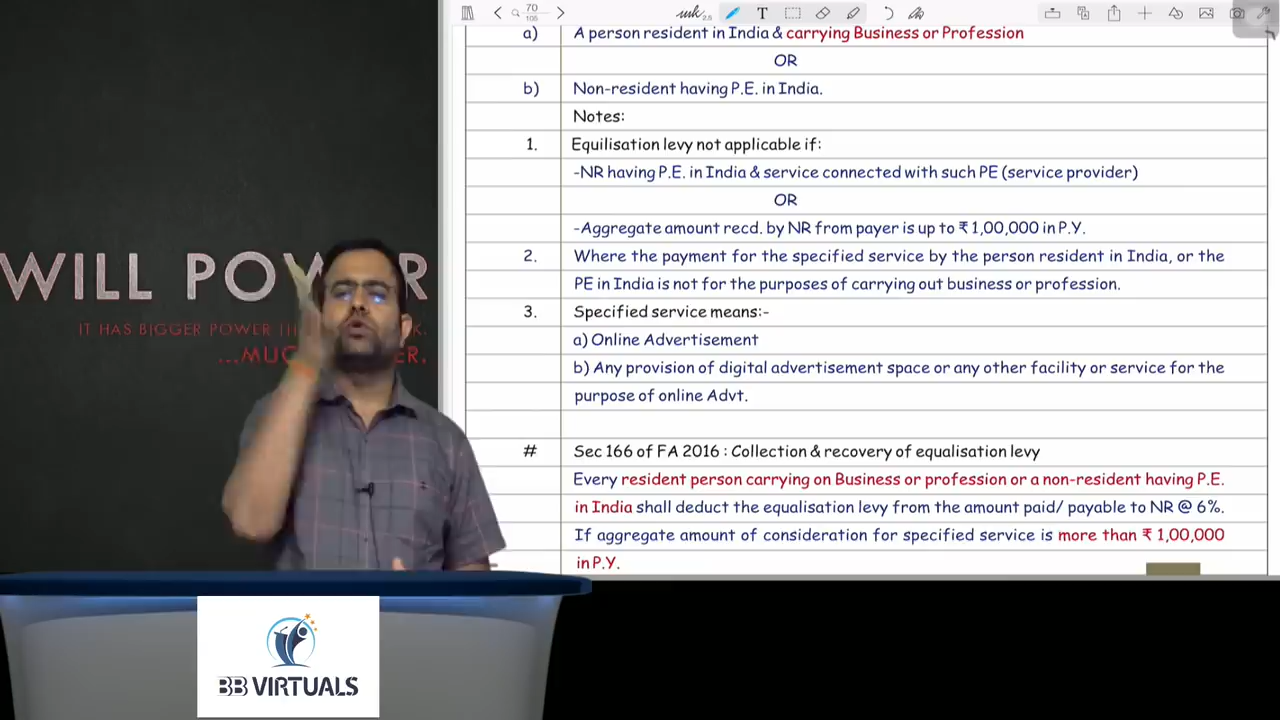 70
105
2.5
T
a) A person resident in India & carrying Business or Profession
OR
b) Non-resident having P.E. in India.
Notes:
1. Equilisation levy not applicable if:
-NR having P.E. in India & service connected with such PE (service provider)
OR
-Aggregate amount recd. by NR from payer is up to ₹ 1,00,000 in P.Y.
2. Where the payment for the specified service by the person resident in India, or the
PE in India is not for the purposes of carrying out business or profession.
3. Specified service means:-
a) Online Advertisement
b) Any provision of digital advertisement space or any other facility or service for the
purpose of online Advt.
# Sec 166 of FA 2016 : Collection & recovery of equalisation levy
Every resident person carrying on Business or profession or a non-resident having P.E.
in India shall deduct the equalisation levy from the amount paid/ payable to NR @ 6%.
If aggregate amount of consideration for specified service is more than ₹ 1,00,000
in P.Y.
WILL
IT HAS BIGGER POWER
BB VIRTUALS